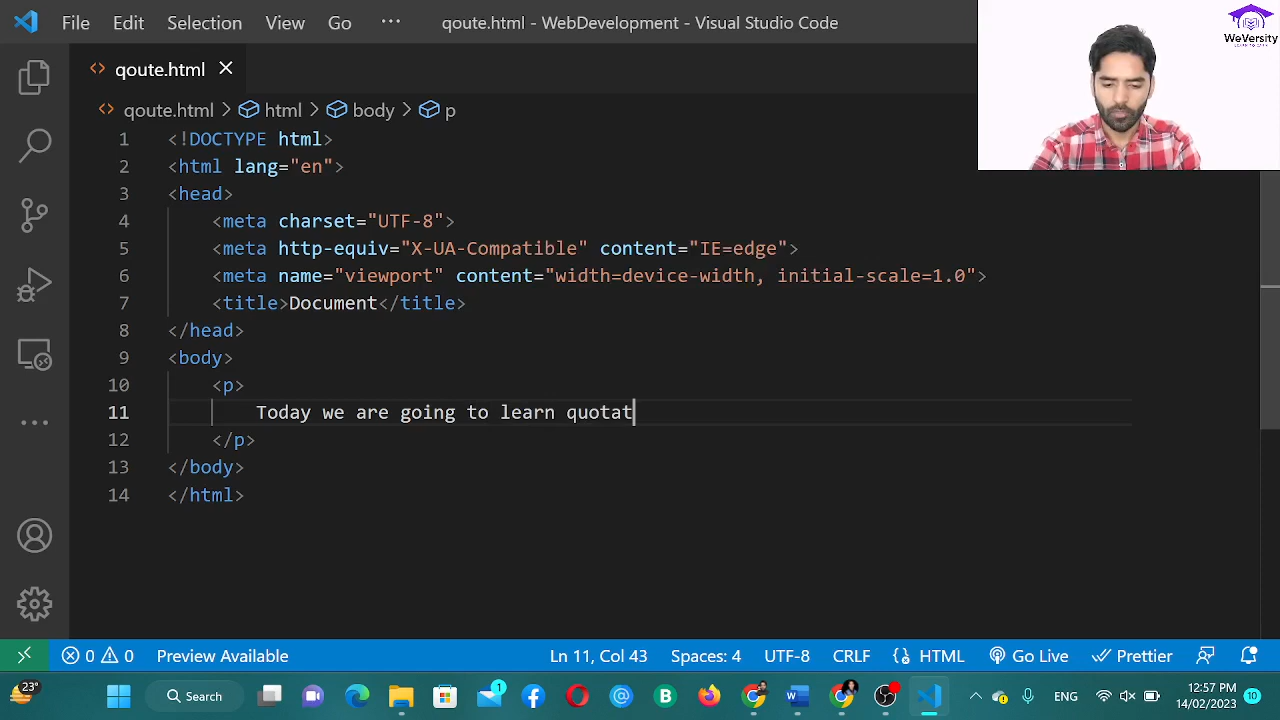 File Edit Selection View Go ··· qoute.html - WebDevelopment - Visual Studio Code
WeVersity
qoute.html
qoute.html > html > body > p
1 <!DOCTYPE html>
2 <html lang="en">
3 <head>
4 <meta charset="UTF-8">
5 <meta http-equiv="X-UA-Compatible" content="IE=edge">
6 <meta name="viewport" content="width=device-width, initial-scale=1.0">
7 <title>Document</title>
8 </head>
9 <body>
10 <p>
11 Today we are going to learn quotat
12 </p>
13 </body>
14 </html>
0 0 Preview Available Ln 11, Col 43 Spaces: 4 UTF-8 CRLF {} HTML Go Live Prettier
23° Search 1 ENG 12:57 PM 10
14/02/2023